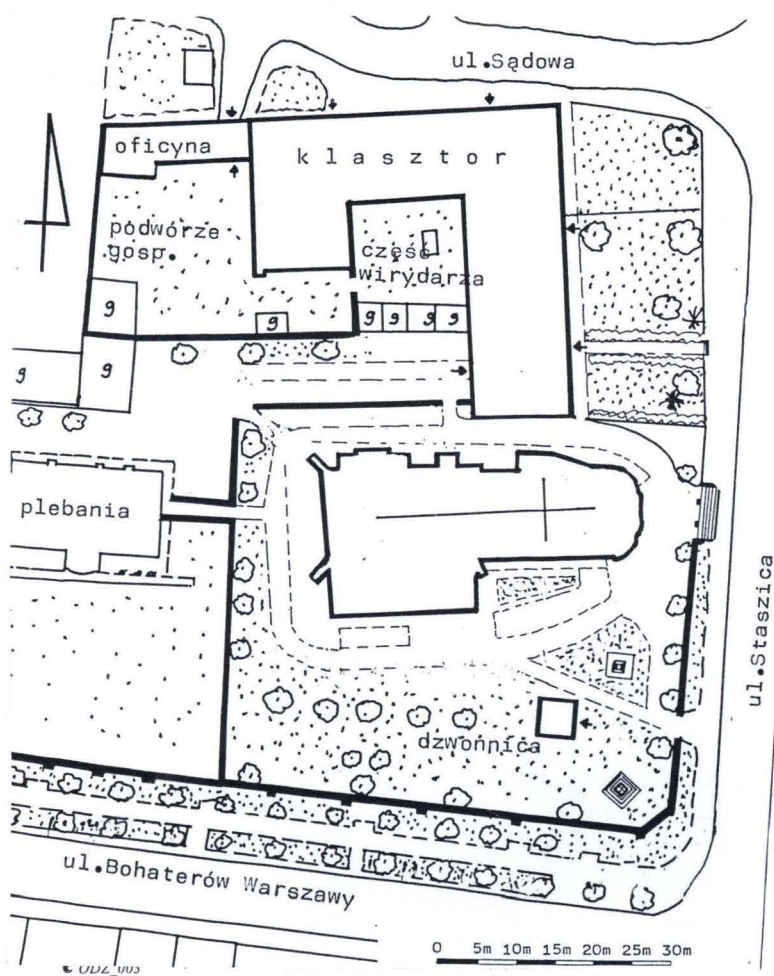 ul.Sądowa
oficyna
klasztor
podwórze
gosp.
część
wirydarza
g
g
g
g
g
g
g
g
plebania
ul.Staszica
dzwonnica
ul.Bohaterów Warszawy
0 5m 10m 15m 20m 25m 30m